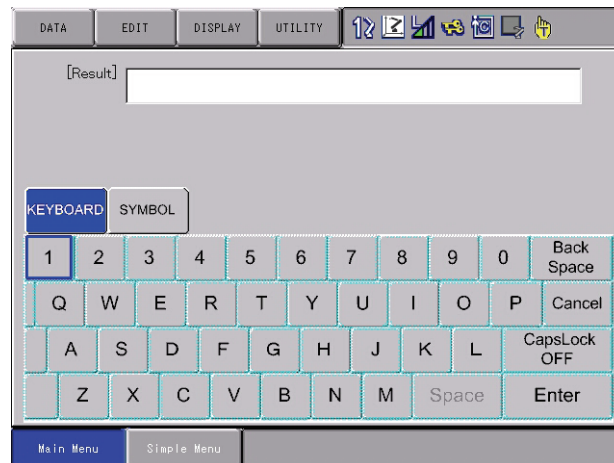 DATA EDIT DISPLAY UTILITY
[Result]
KEYBOARD SYMBOL
1 2 3 4 5 6 7 8 9 0 Back Space
Q W E R T Y U I O P Cancel
A S D F G H J K L CapsLock OFF
Z X C V B N M Space Enter
Main Menu Simple Menu